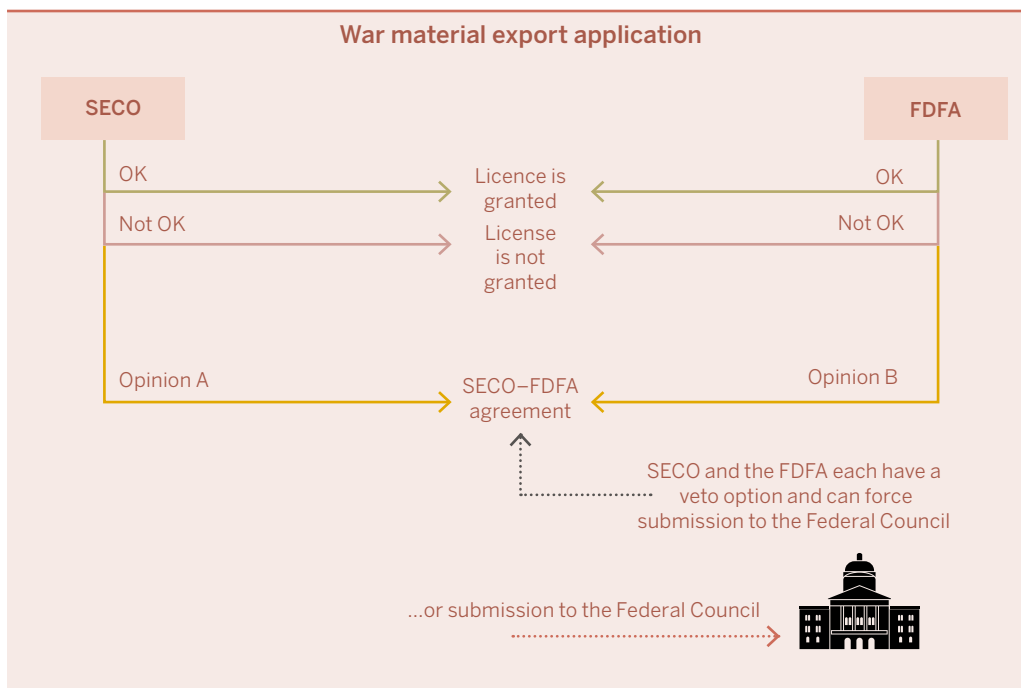 War material export application
SECO
FDFA
OK
Licence is
granted
OK
Not OK
License
is not
granted
Not OK
Opinion A
SECO–FDFA
agreement
Opinion B
SECO and the FDFA each have a
veto option and can force
submission to the Federal Council
...or submission to the Federal Council